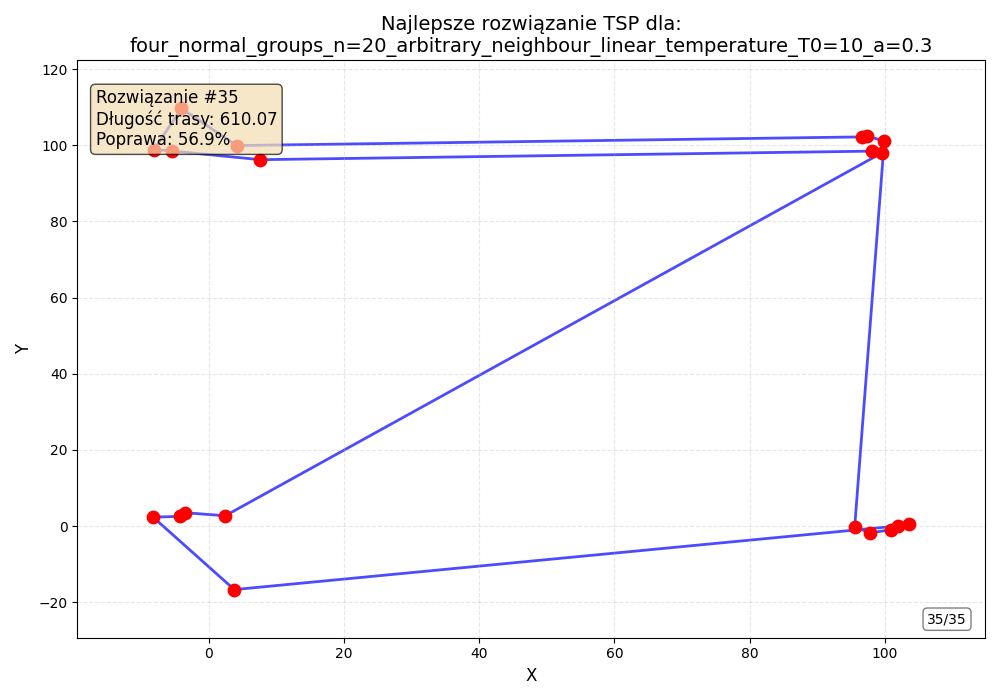 Najlepsze rozwiązanie TSP dla:
four_normal_groups_n=20_arbitrary_neighbour_linear_temperature_T0=10_a=0.3
Rozwiązanie #35
Długość trasy: 610.07
Poprawa: 56.9%
120
100
80
60
40
20
0
−20
Y
35/35
0 20 40 60 80 100
X